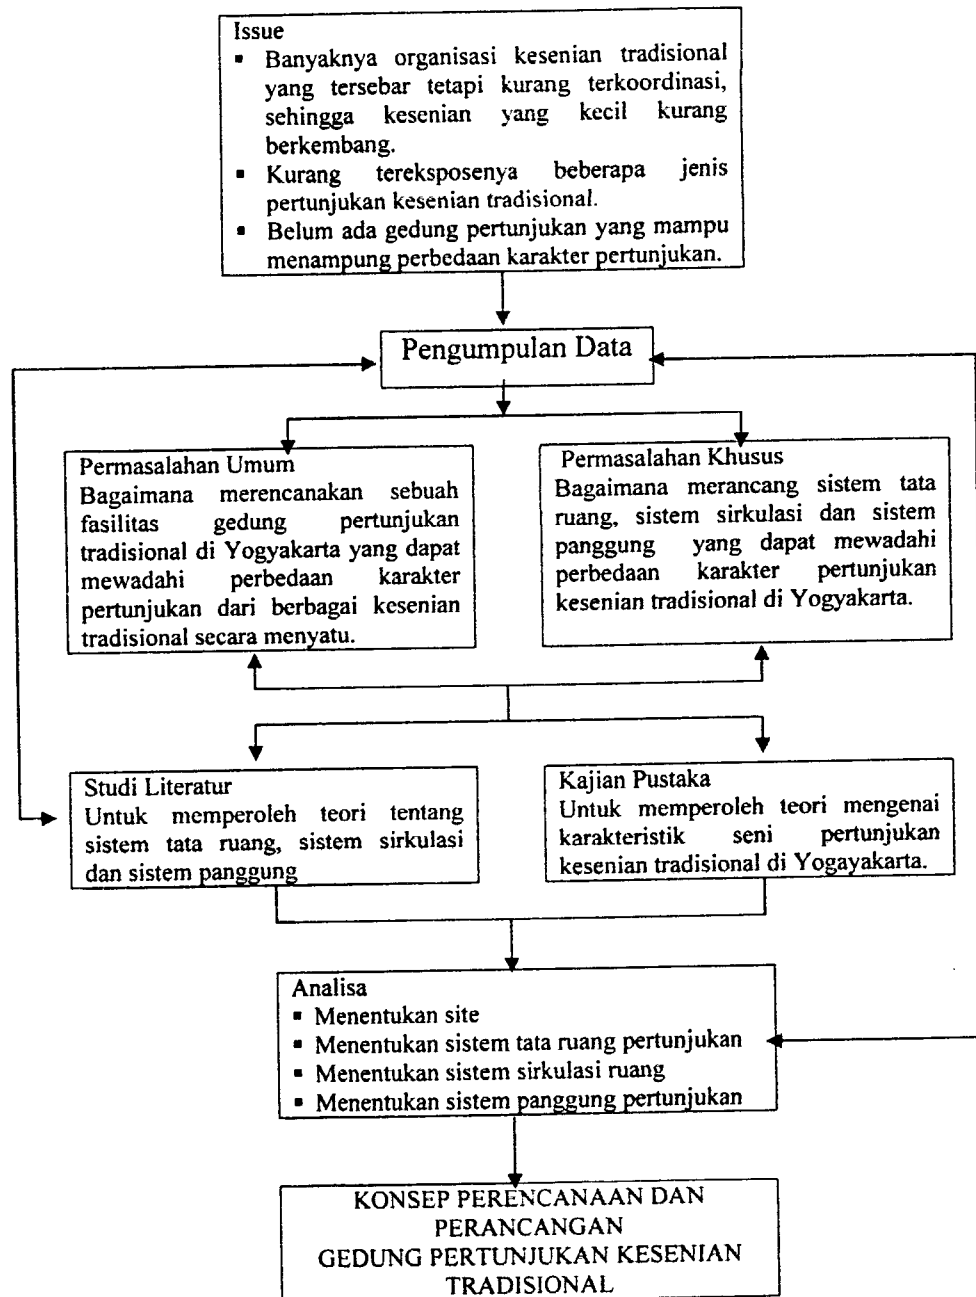 Issue
▪ Banyaknya organisasi kesenian tradisional
yang tersebar tetapi kurang terkoordinasi,
sehingga kesenian yang kecil kurang
berkembang.
▪ Kurang tereksposenya beberapa jenis
pertunjukan kesenian tradisional.
▪ Belum ada gedung pertunjukan yang mampu
menampung perbedaan karakter pertunjukan.
Pengumpulan Data
Permasalahan Umum
Bagaimana merencanakan sebuah
fasilitas gedung pertunjukan
tradisional di Yogyakarta yang dapat
mewadahi perbedaan karakter
pertunjukan dari berbagai kesenian
tradisional secara menyatu.
Permasalahan Khusus
Bagaimana merancang sistem tata
ruang, sistem sirkulasi dan sistem
panggung yang dapat mewadahi
perbedaan karakter pertunjukan
kesenian tradisional di Yogyakarta.
Studi Literatur
Untuk memperoleh teori tentang
sistem tata ruang, sistem sirkulasi
dan sistem panggung
Kajian Pustaka
Untuk memperoleh teori mengenai
karakteristik seni pertunjukan
kesenian tradisional di Yogayakarta.
Analisa
▪ Menentukan site
▪ Menentukan sistem tata ruang pertunjukan
▪ Menentukan sistem sirkulasi ruang
▪ Menentukan sistem panggung pertunjukan
KONSEP PERENCANAAN DAN
PERANCANGAN
GEDUNG PERTUNJUKAN KESENIAN
TRADISIONAL